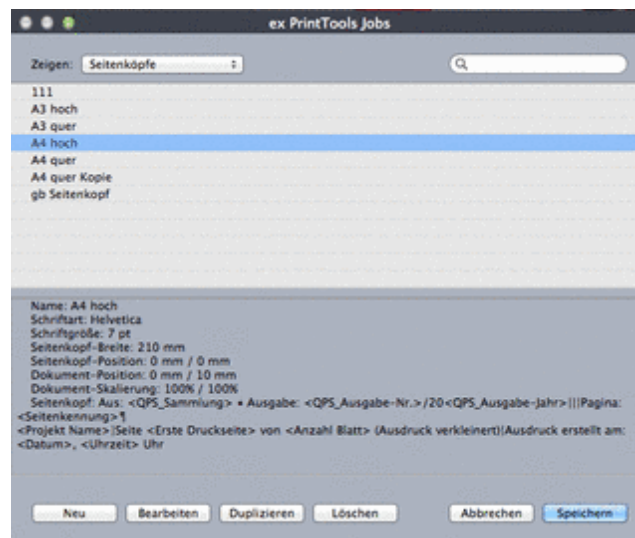 ex PrintTools Jobs
Zeigen: Seitenköpfe
111
A3 hoch
A3 quer
A4 hoch
A4 quer
A4 quer Kopie
gb Seitenkopf
Name: A4 hoch
Schriftart: Helvetica
Schriftgröße: 7 pt
Seitenkopf-Breite: 210 mm
Seitenkopf-Position: 0 mm / 0 mm
Dokument-Position: 0 mm / 10 mm
Dokument-Skalierung: 100% / 100%
Seitenkopf: Aus: <QPS_Sammlung> • Ausgabe: <QPS_Ausgabe-Nr.>/20<QPS_Ausgabe-Jahr>|||Pagina:
<Seitenkennung>¶
<Projekt Name>|Seite <Erste Druckseite> von <Anzahl Blatt> (Ausdruck verkleinert)|Ausdruck erstellt am:
<Datum>, <Uhrzeit> Uhr
Neu Bearbeiten Duplizieren Löschen Abbrechen Speichern